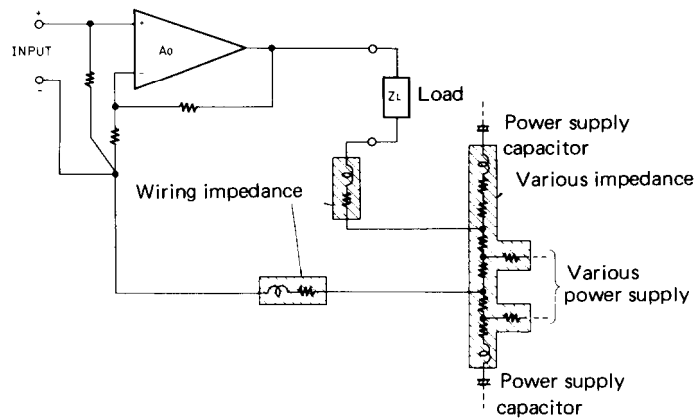 +
INPUT
-
+
A0
-
ZL
Load
Power supply
capacitor
Various impedance
Wiring impedance
Various
power supply
Power supply
capacitor